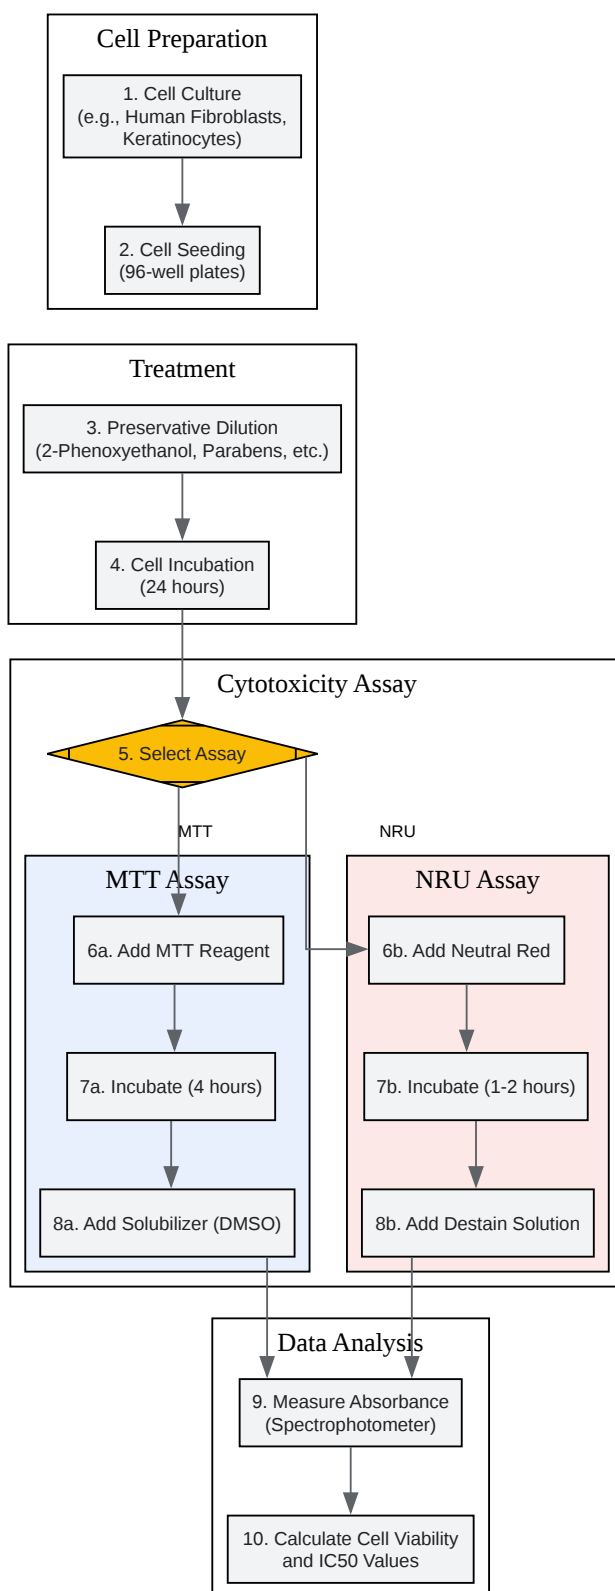 Cell Preparation
1. Cell Culture
(e.g., Human Fibroblasts,
Keratinocytes)
2. Cell Seeding
(96-well plates)
Treatment
3. Preservative Dilution
(2-Phenoxyethanol, Parabens, etc.)
4. Cell Incubation
(24 hours)
Cytotoxicity Assay
5. Select Assay
MTT
NRU
MTT Assay
NRU Assay
6a. Add MTT Reagent
6b. Add Neutral Red
7a. Incubate (4 hours)
7b. Incubate (1-2 hours)
8a. Add Solubilizer (DMSO)
8b. Add Destain Solution
Data Analysis
9. Measure Absorbance
(Spectrophotometer)
10. Calculate Cell Viability
and IC50 Values